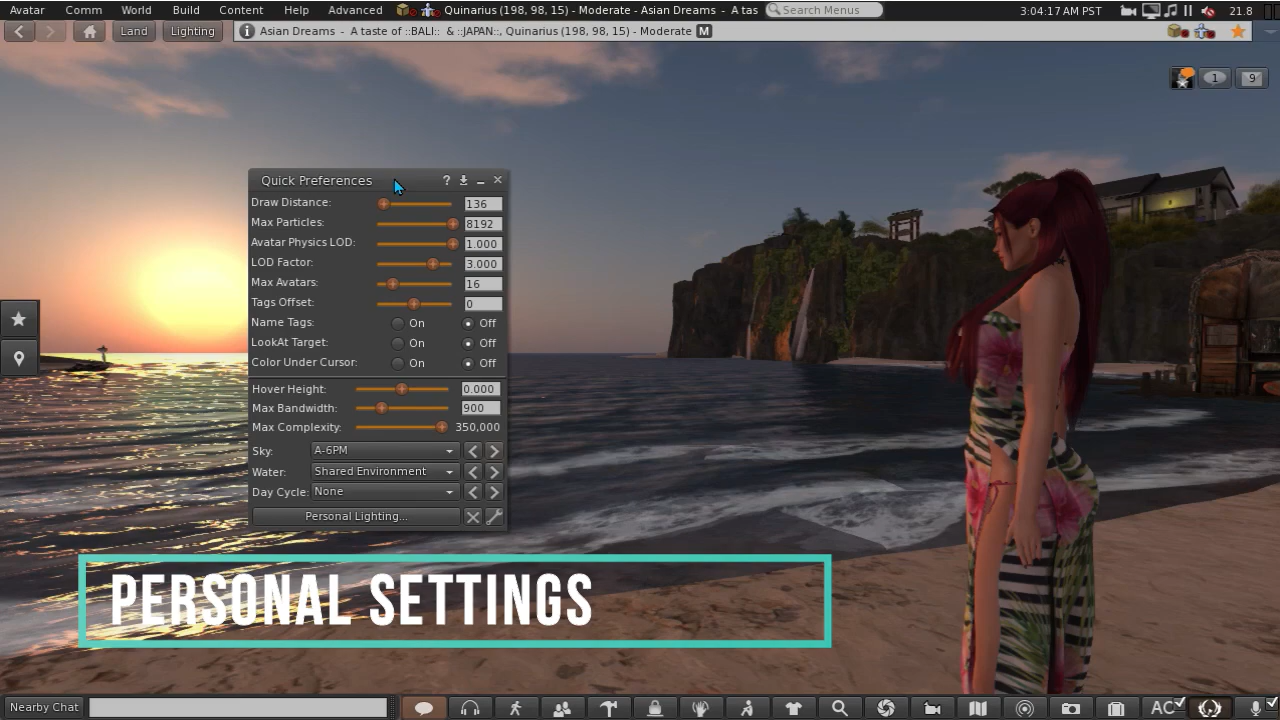 Avatar Comm World Build Content Help Advanced Quinarius (198, 98, 15) - Moderate - Asian Dreams - A tas Search Menus 3:04:17 AM PST 21.8
Land Lighting Asian Dreams - A taste of ::BALI:: & ::JAPAN::, Quinarius (198, 98, 15) - Moderate M
1 9
Quick Preferences ?
Draw Distance: 136
Max Particles: 8192
Avatar Physics LOD: 1.000
LOD Factor: 3.000
Max Avatars: 16
Tags Offset: 0
Name Tags: On Off
LookAt Target: On Off
Color Under Cursor: On Off
Hover Height: 0.000
Max Bandwidth: 900
Max Complexity: 350,000
Sky: A-6PM
Water: Shared Environment
Day Cycle: None
Personal Lighting...
PERSONAL SETTINGS
Nearby Chat AC